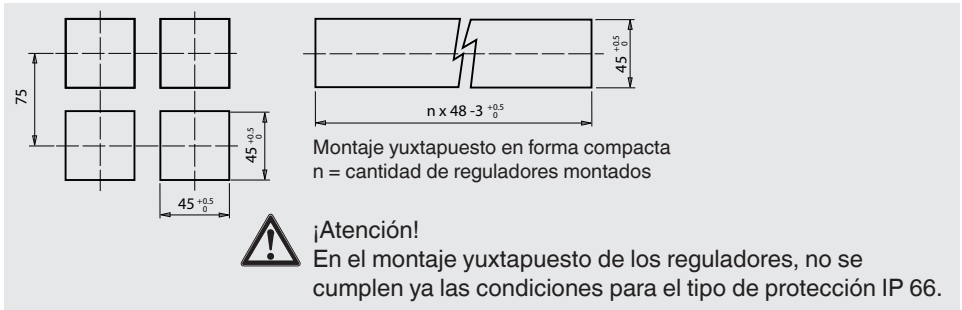 75
45 +0.5 0
45 +0.5 0
n x 48 -3 +0.5 0
45 +0.5 0
Montaje yuxtapuesto en forma compacta
n = cantidad de reguladores montados
¡Atención!
En el montaje yuxtapuesto de los reguladores, no se
cumplen ya las condiciones para el tipo de protección IP 66.